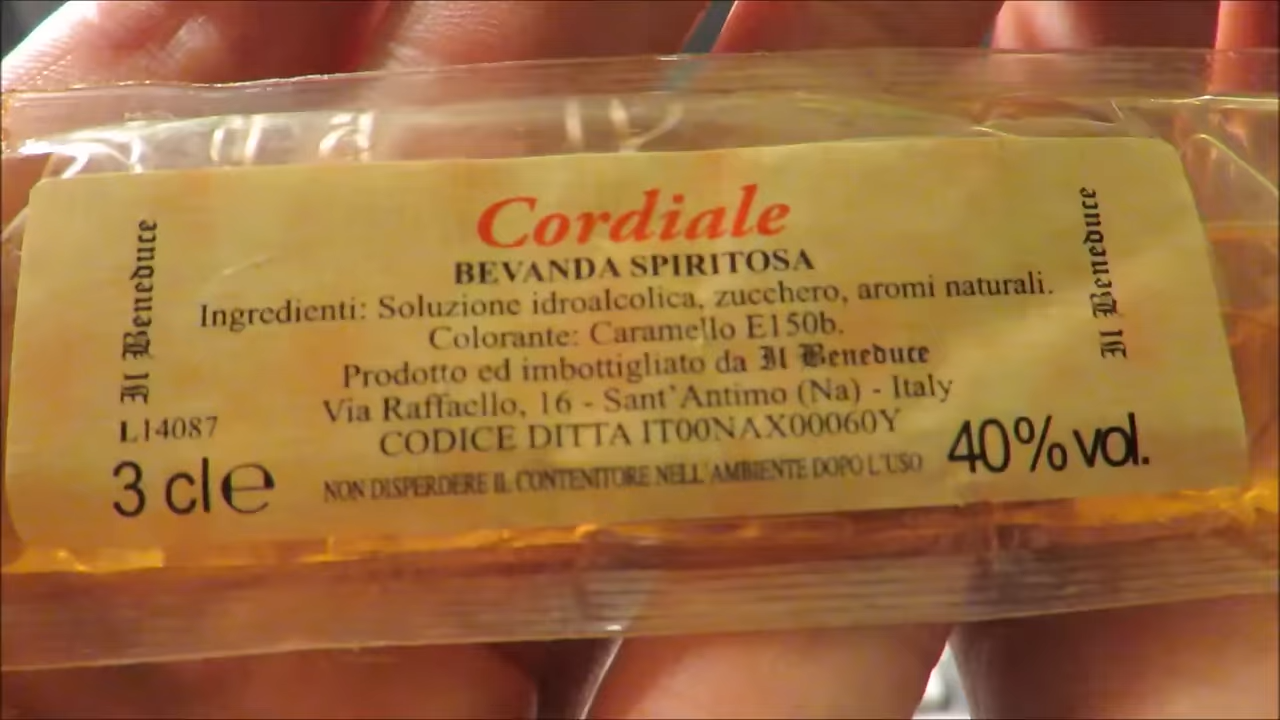 Cordiale
BEVANDA SPIRITOSA
Ingredienti: Soluzione idroalcolica, zucchero, aromi naturali.
Colorante: Caramello E150b.
Prodotto ed imbottigliato da Il Beneduce
Via Raffaello, 16 - Sant'Antimo (Na) - Italy
CODICE DITTA IT00NAX00060Y
NON DISPERDERE IL CONTENITORE NELL'AMBIENTE DOPO L'USO
Il Beneduce
L14087
3 cl e
40% vol.
Il Beneduce